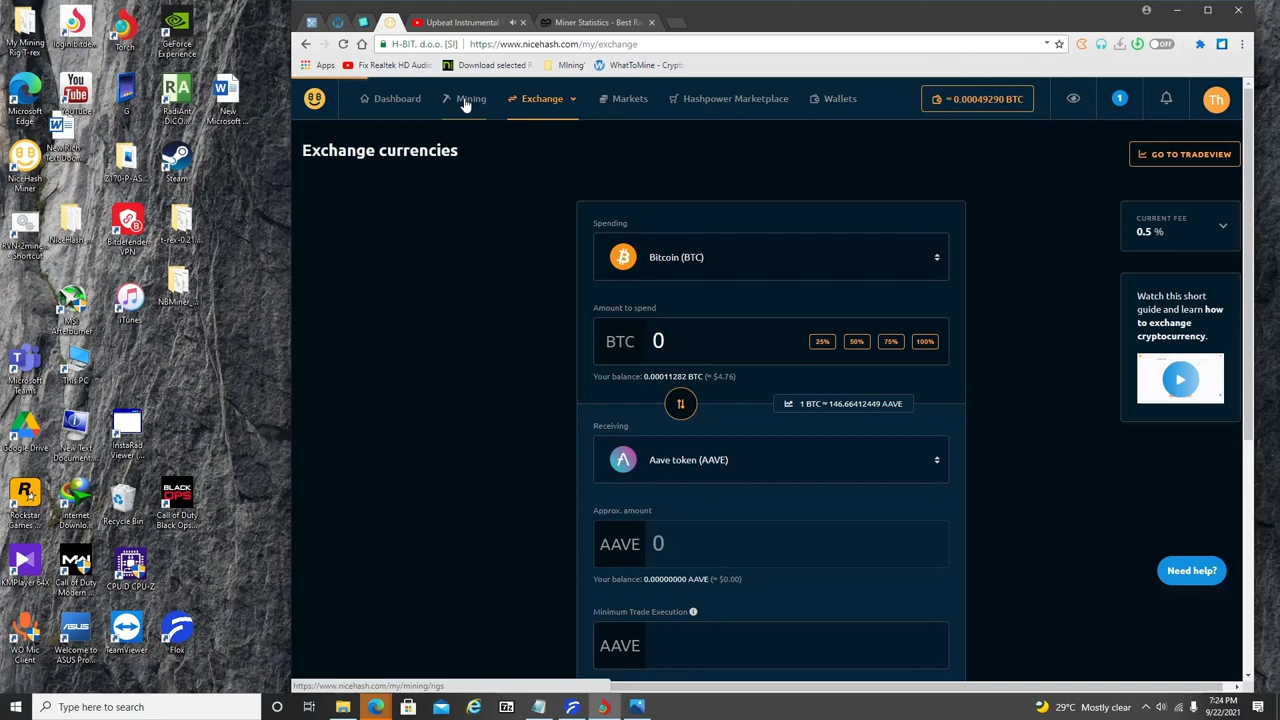 My Mining
Rig T-rex
loginbitde...
Torch
GeForce
Experience
Microsoft
Edge
YouTube
G
RadiAnt
DICO...
New
Microsoft ...
New Rich
Text Doc...
NiceHash
Miner
Z170-P-AS...
Steam
RVN-2mine...
- Shortcut
NiceHash_...
Bitdefender
VPN
t-rex-0.21...
MSI
Afterburner
iTunes
NBMiner_...
Microsoft
Teams
This PC
Google Drive
New Text
Document...
InstaRad
Viewer (...
Rockstar
Games ...
Internet
Downlo...
Recycle Bin
BLACK
OPS
Call of Duty
Black Ops...
KMPlayer 64X
Call of Duty
Modern ...
CPUID CPU-Z
WO Mic
Client
ASUS
Welcome to
ASUS Pro...
TeamViewer
Flox
Upbeat Instrumental
Miner Statistics - Best Ra
H-BIT, d.o.o. [SI]
https://www.nicehash.com/my/exchange
OFF
Apps
Fix Realtek HD Audio
Download selected R
MIning'
WhatToMine - Crypto
Dashboard
Mining
Exchange
Markets
Hashpower Marketplace
Wallets
≈ 0.00049290 BTC
1
Th
Exchange currencies
GO TO TRADEVIEW
Spending
Bitcoin (BTC)
Amount to spend
BTC 0
25% 50% 75% 100%
Your balance: 0.00011282 BTC (≈ $4.76)
1 BTC ≈ 146.66412449 AAVE
Receiving
Aave token (AAVE)
Approx. amount
AAVE 0
Your balance: 0.00000000 AAVE (≈ $0.00)
Minimum Trade Execution
AAVE
CURRENT FEE
0.5 %
Watch this short
guide and learn how
to exchange
cryptocurrency.
Need help?
https://www.nicehash.com/my/mining/rigs
Type here to search
29°C Mostly clear
7:24 PM
9/22/2021